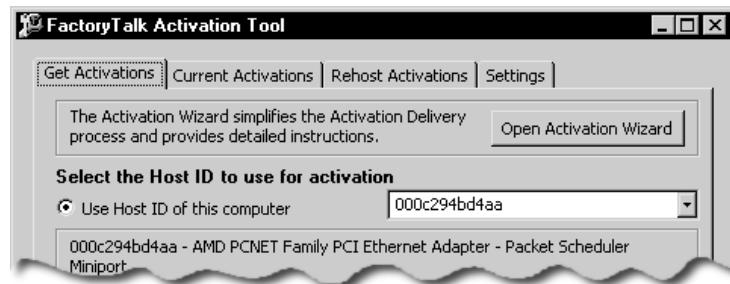 FactoryTalk Activation Tool
Get Activations Current Activations Rehost Activations Settings
The Activation Wizard simplifies the Activation Delivery
process and provides detailed instructions.
Open Activation Wizard
Select the Host ID to use for activation
Use Host ID of this computer 000c294bd4aa
000c294bd4aa - AMD PCNET Family PCI Ethernet Adapter - Packet Scheduler
Miniport